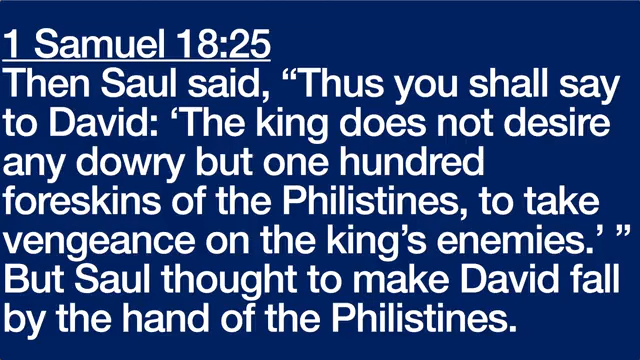 1 Samuel 18:25
Then Saul said, “Thus you shall say
to David: ‘The king does not desire
any dowry but one hundred
foreskins of the Philistines, to take
vengeance on the king’s enemies.’ ”
But Saul thought to make David fall
by the hand of the Philistines.